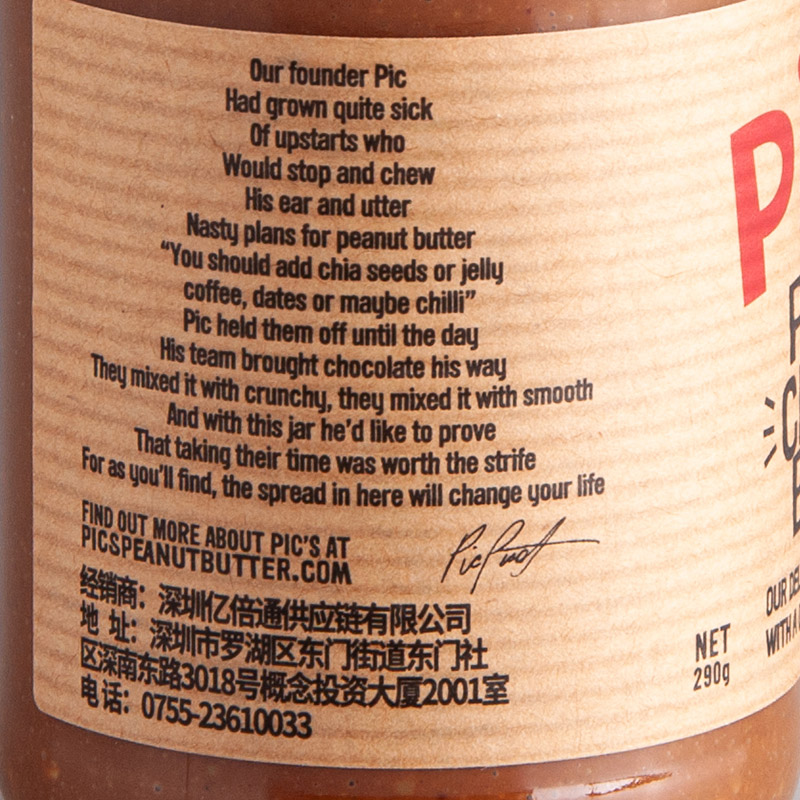 Our founder Pic
Had grown quite sick
Of upstarts who
Would stop and chew
His ear and utter
Nasty plans for peanut butter
“You should add chia seeds or jelly
coffee, dates or maybe chilli”
Pic held them off until the day
His team brought chocolate his way
They mixed it with crunchy, they mixed it with smooth
And with this jar he’d like to prove
That taking their time was worth the strife
For as you’ll find, the spread in here will change your life
FIND OUT MORE ABOUT PIC’S AT
PICSPEANUTBUTTER.COM
经销商：深圳亿倍通供应链有限公司
地 址：深圳市罗湖区东门街道东门社
区深南东路3018号概念投资大厦2001室
电话：0755-23610033
NET
290g
P
OUR
WITH A